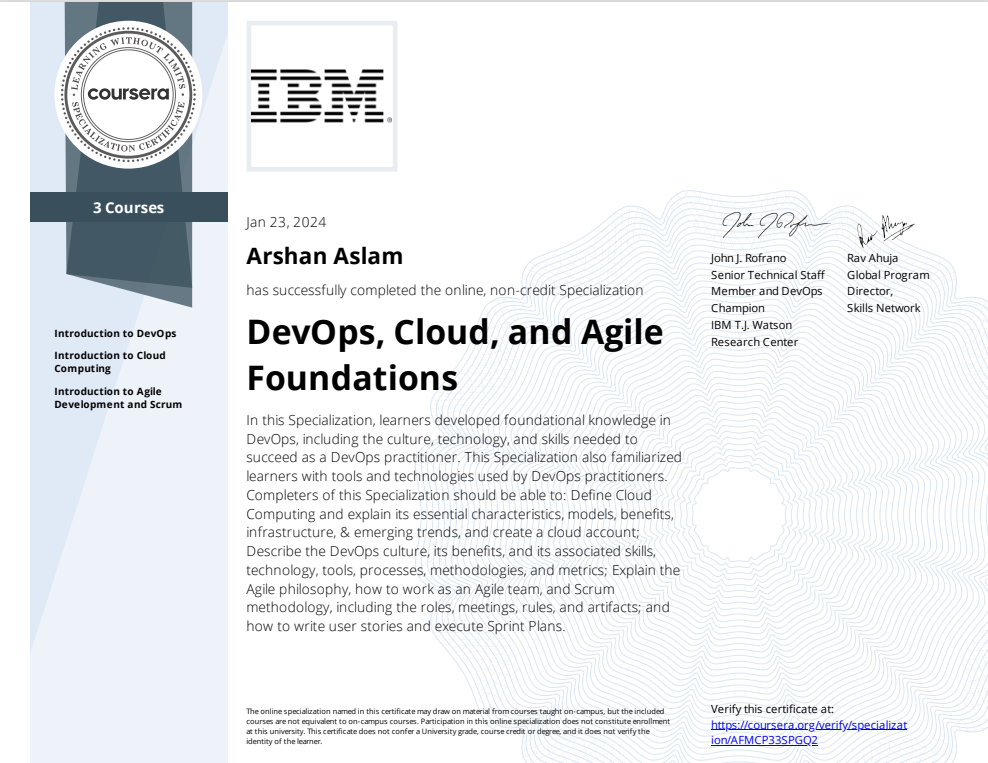 LEARNING WITHOUT LIMITS
coursera
SPECIALIZATION CERTIFICATE
IBM®
3 Courses
Introduction to DevOps
Introduction to Cloud
Computing
Introduction to Agile
Development and Scrum
Jan 23, 2024
Arshan Aslam
has successfully completed the online, non-credit Specialization
DevOps, Cloud, and Agile
Foundations
In this Specialization, learners developed foundational knowledge in
DevOps, including the culture, technology, and skills needed to
succeed as a DevOps practitioner. This Specialization also familiarized
learners with tools and technologies used by DevOps practitioners.
Completers of this Specialization should be able to: Define Cloud
Computing and explain its essential characteristics, models, benefits,
infrastructure, & emerging trends, and create a cloud account;
Describe the DevOps culture, its benefits, and its associated skills,
technology, tools, processes, methodologies, and metrics; Explain the
Agile philosophy, how to work as an Agile team, and Scrum
methodology, including the roles, meetings, rules, and artifacts; and
how to write user stories and execute Sprint Plans.
The online specialization named in this certificate may draw on material from courses taught on-campus, but the included
courses are not equivalent to on-campus courses. Participation in this online specialization does not constitute enrollment
at this university. This certificate does not confer a University grade, course credit or degree, and it does not verify the
identity of the learner.
John J. Rofrano
John J. Rofrano
Senior Technical Staff
Member and DevOps
Champion
IBM T.J. Watson
Research Center
Rav Ahuja
Rav Ahuja
Global Program
Director,
Skills Network
Verify this certificate at:
https://coursera.org/verify/specializat
ion/AFMCP33SPGQ2